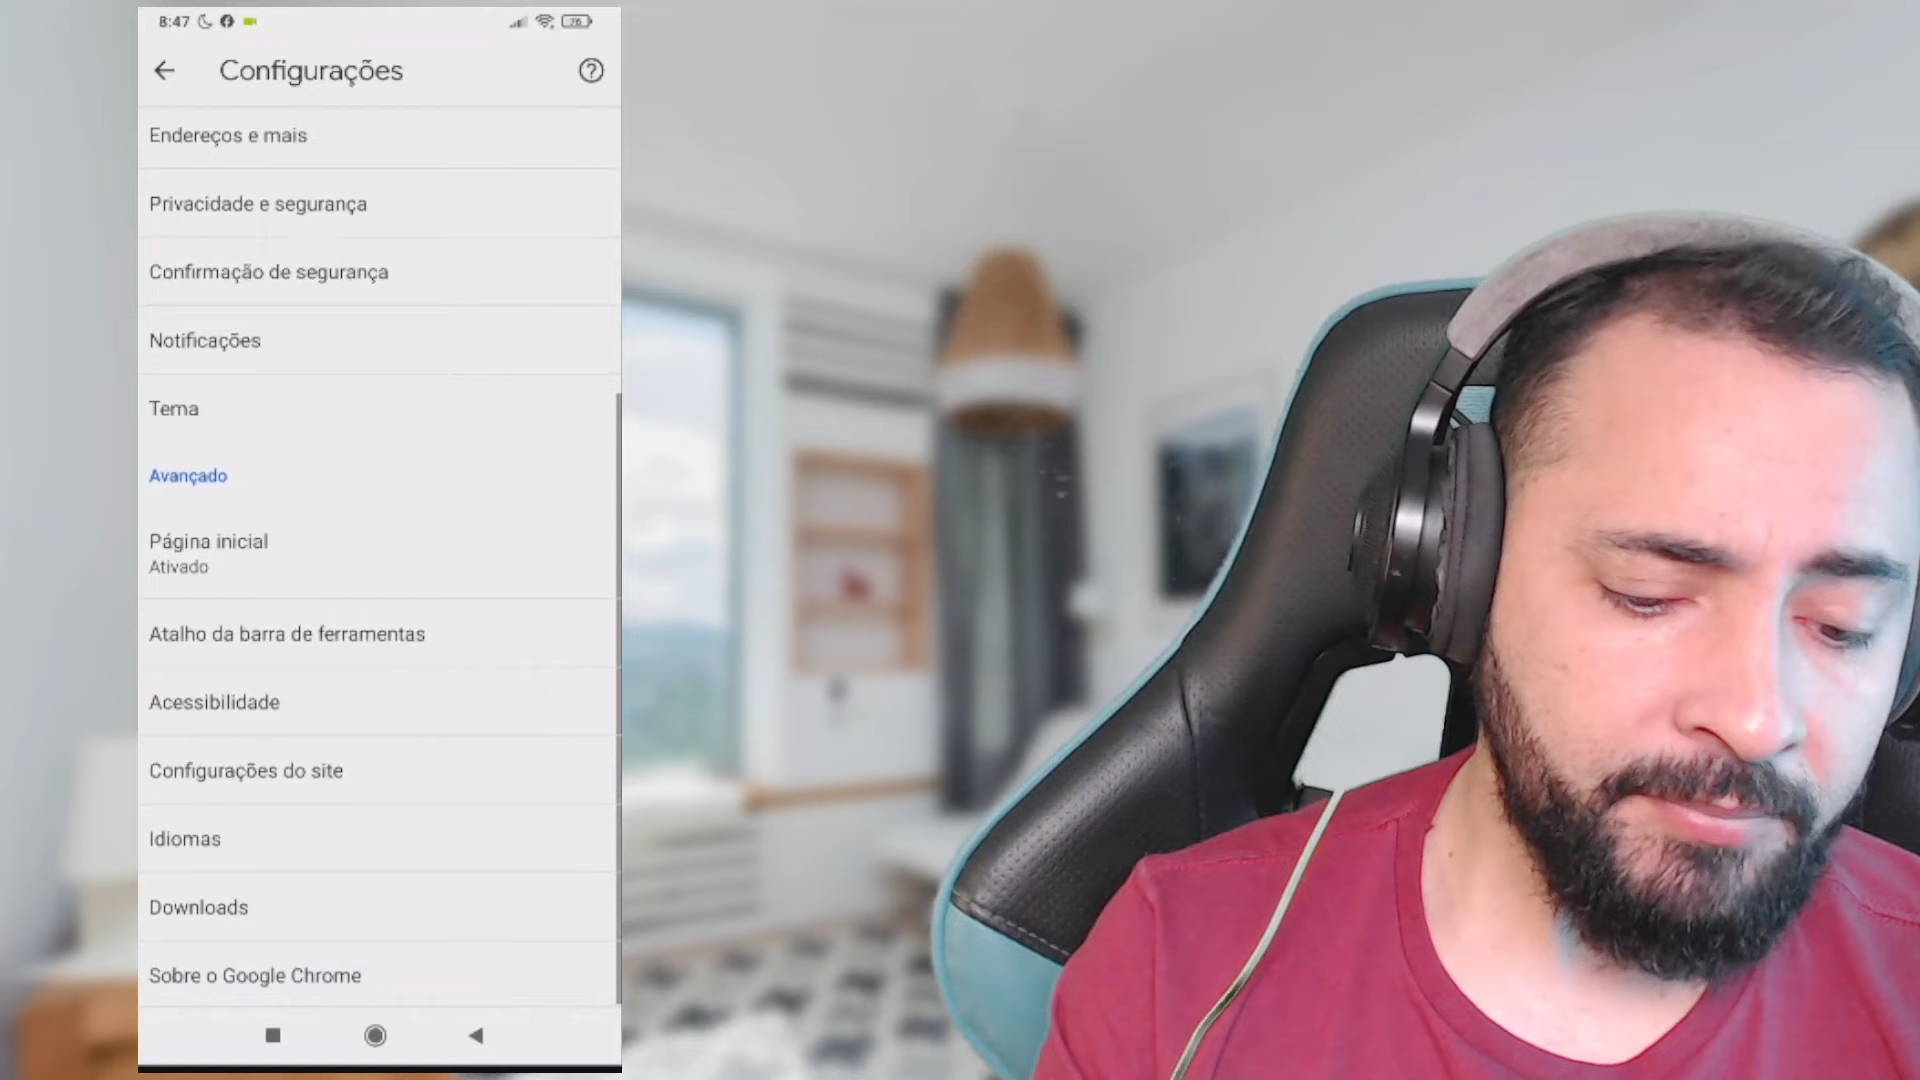 8:47
76
Configurações
Endereços e mais
Privacidade e segurança
Confirmação de segurança
Notificações
Tema
Avançado
Página inicial
Ativado
Atalho da barra de ferramentas
Acessibilidade
Configurações do site
Idiomas
Downloads
Sobre o Google Chrome